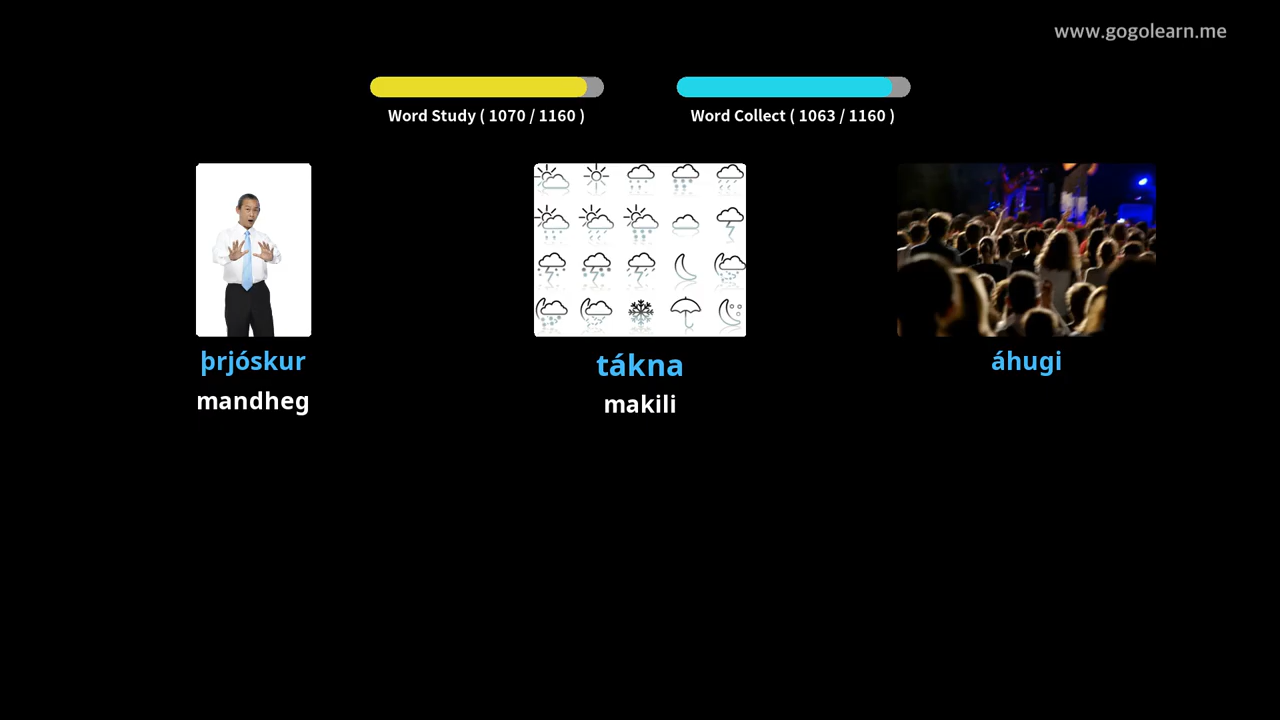 www.gogolearn.me
Word Study ( 1070 / 1160 )
Word Collect ( 1063 / 1160 )
þrjóskur
mandheg
tákna
makili
áhugi